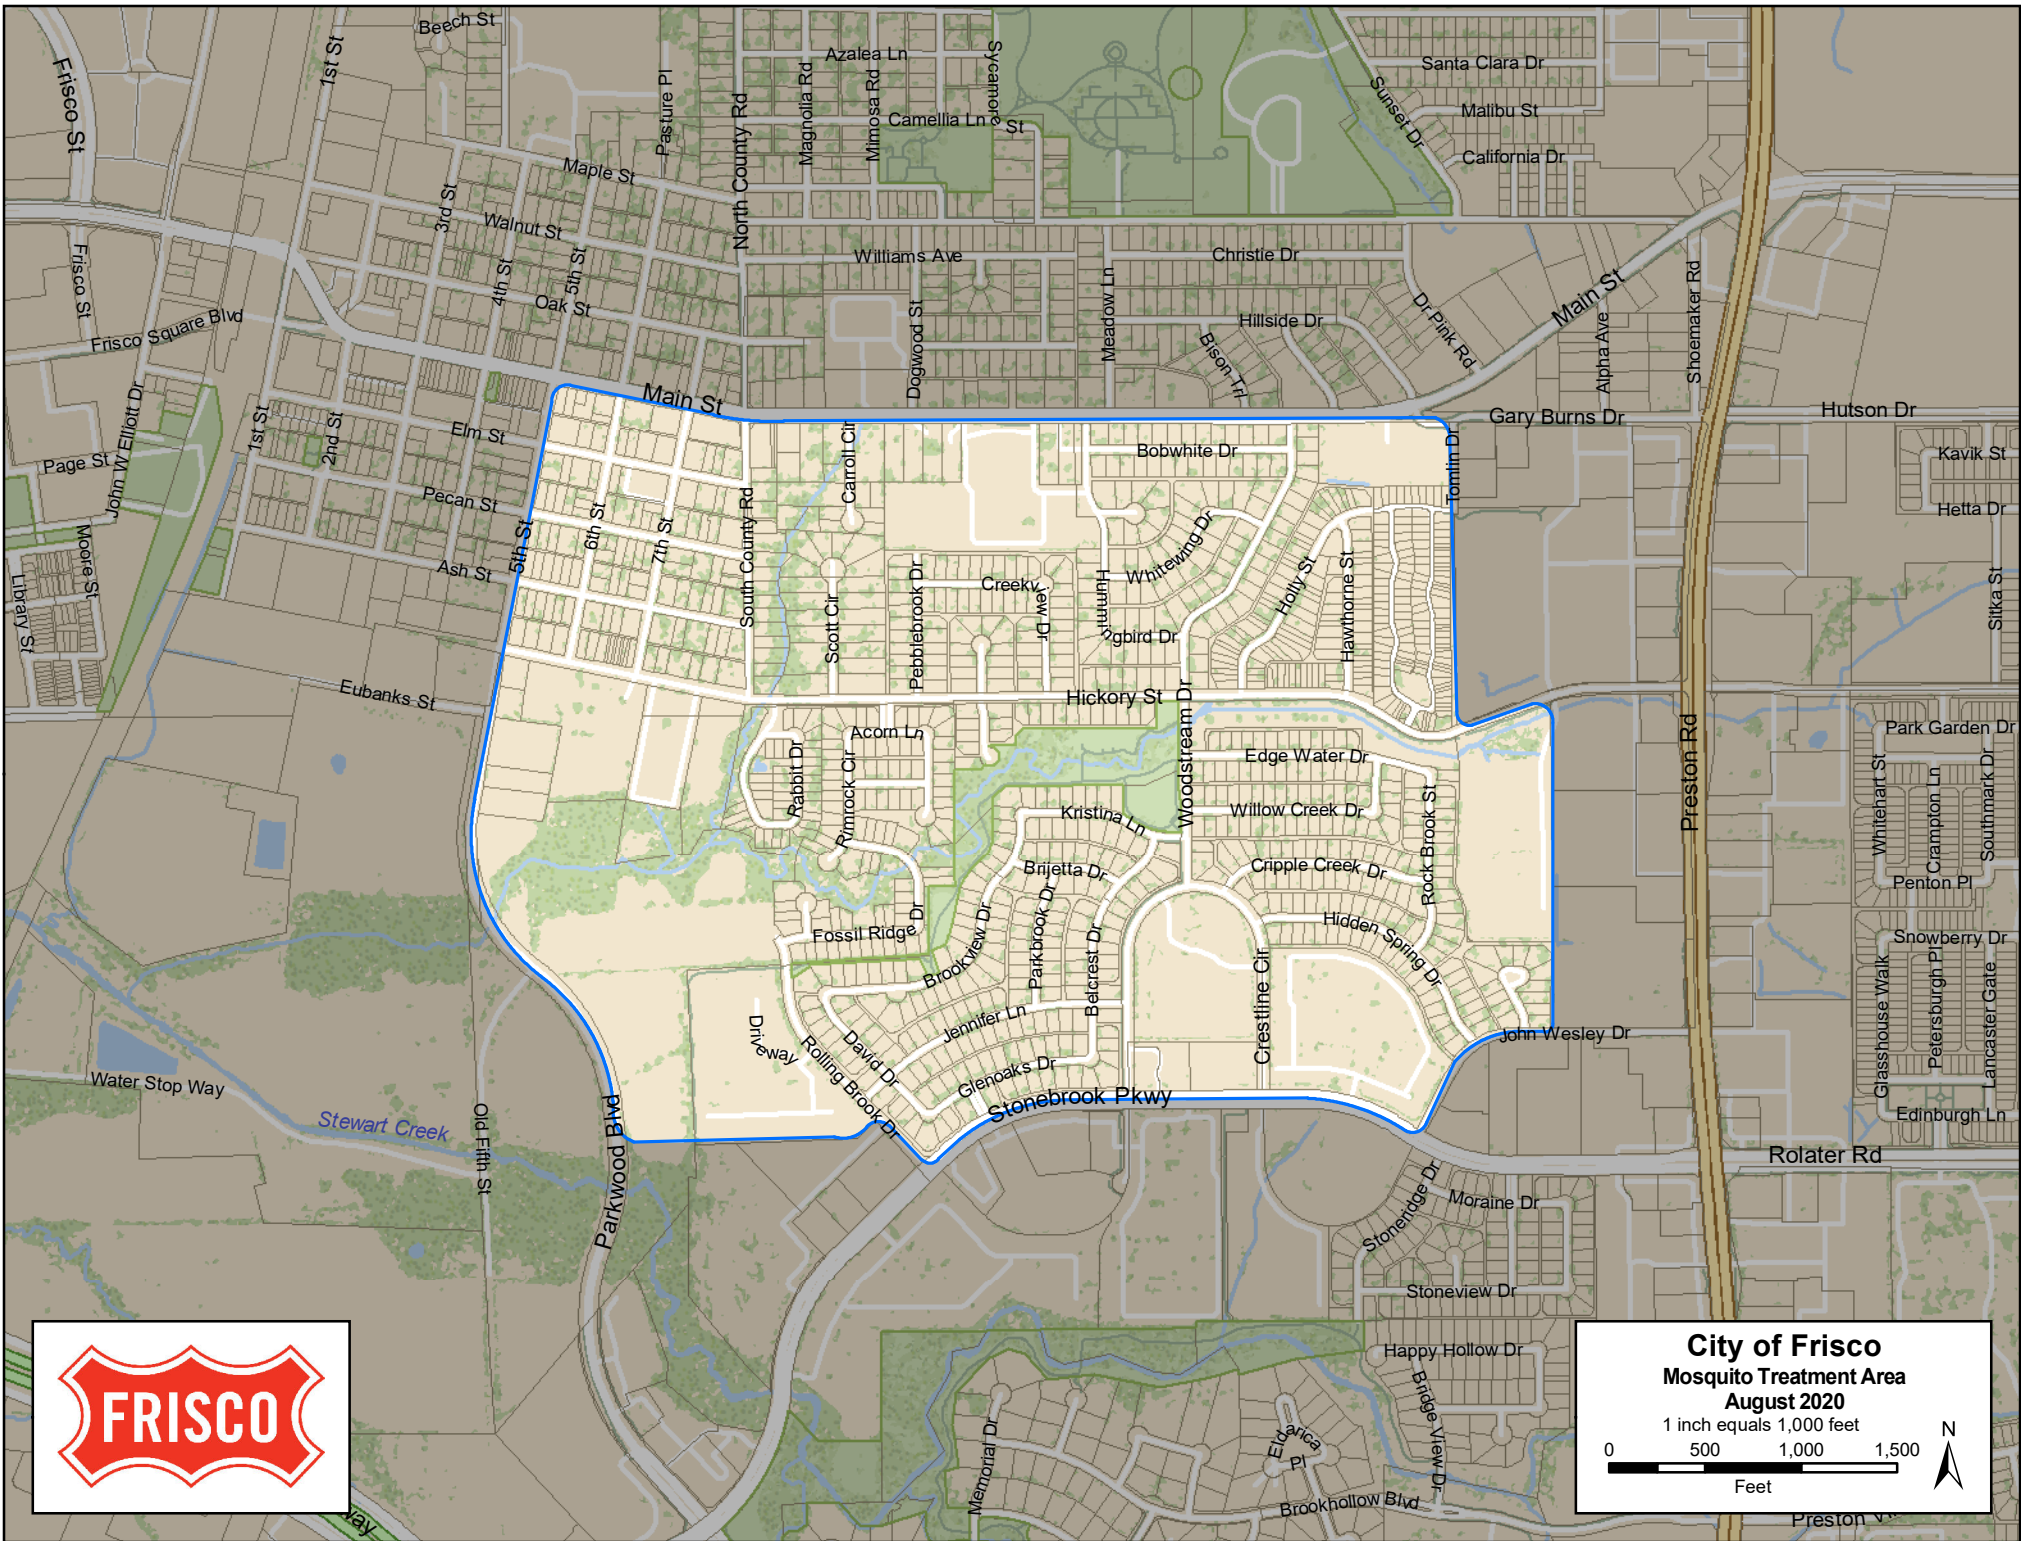 Beech St
Azalea Ln
Sycamore
St
Santa Clara Dr
Frisco St
1st St
Pasture Pl
North County Rd
Magnolia Rd
Mimosa Rd
Camellia Ln
Sunset Dr
Malibu St
California Dr
Maple St
3rd St
Walnut St
4th St
5th St
Oak St
Williams Ave
Christie Dr
Frisco St
Frisco Square Blvd
Dogwood St
Meadow Ln
Hillside Dr
Bison Trl
Dr Pink Rd
Main St
Alpha Ave
Shoemaker Rd
Main St
Gary Burns Dr
Hutson Dr
John W Elliott Dr
1st St
2nd St
Elm St
Carroll Cir
Bobwhite Dr
Tomlin Dr
Kavik St
Page St
Pecan St
5th St
6th St
7th St
South County Rd
Whitewing Dr
Hetta Dr
Moore St
Library St
Ash St
Scott Cir
Pebblebrook Dr
Creekview Dr
Hummingbird Dr
Holly St
Hawthorne St
Sitka St
Eubanks St
Hickory St
Woodstream Dr
Preston Rd
Park Garden Dr
Acorn Ln
Rabbit Dr
Rimrock Cir
Edge Water Dr
Willow Creek Dr
Rock Brook St
Whitehart St
Crampton Ln
Southmark Dr
Kristina Ln
Brijetta Dr
Cripple Creek Dr
Penton Pl
Fossil Ridge Dr
Brookview Dr
Parkbrook Dr
Belcrest Dr
Hidden Spring Dr
Snowberry Dr
Crestline Cir
Glasshouse Walk
Petersburgh Pl
Lancaster Gate
Driveway
Rolling Brook Dr
David Dr
Jennifer Ln
Glenoaks Dr
John Wesley Dr
Water Stop Way
Stewart Creek
Old Fifth St
Parkwood Blvd
Stonebrook Pkwy
Edinburgh Ln
Rolater Rd
Stoneridge Dr
Moraine Dr
Stoneview Dr
Happy Hollow Dr
Bridge View Dr
Memorial Dr
Eldarica
Pl
Brookhollow Blvd
FRISCO
City of Frisco
Mosquito Treatment Area
August 2020
1 inch equals 1,000 feet
N
0 500 1,000 1,500
Feet
Preston